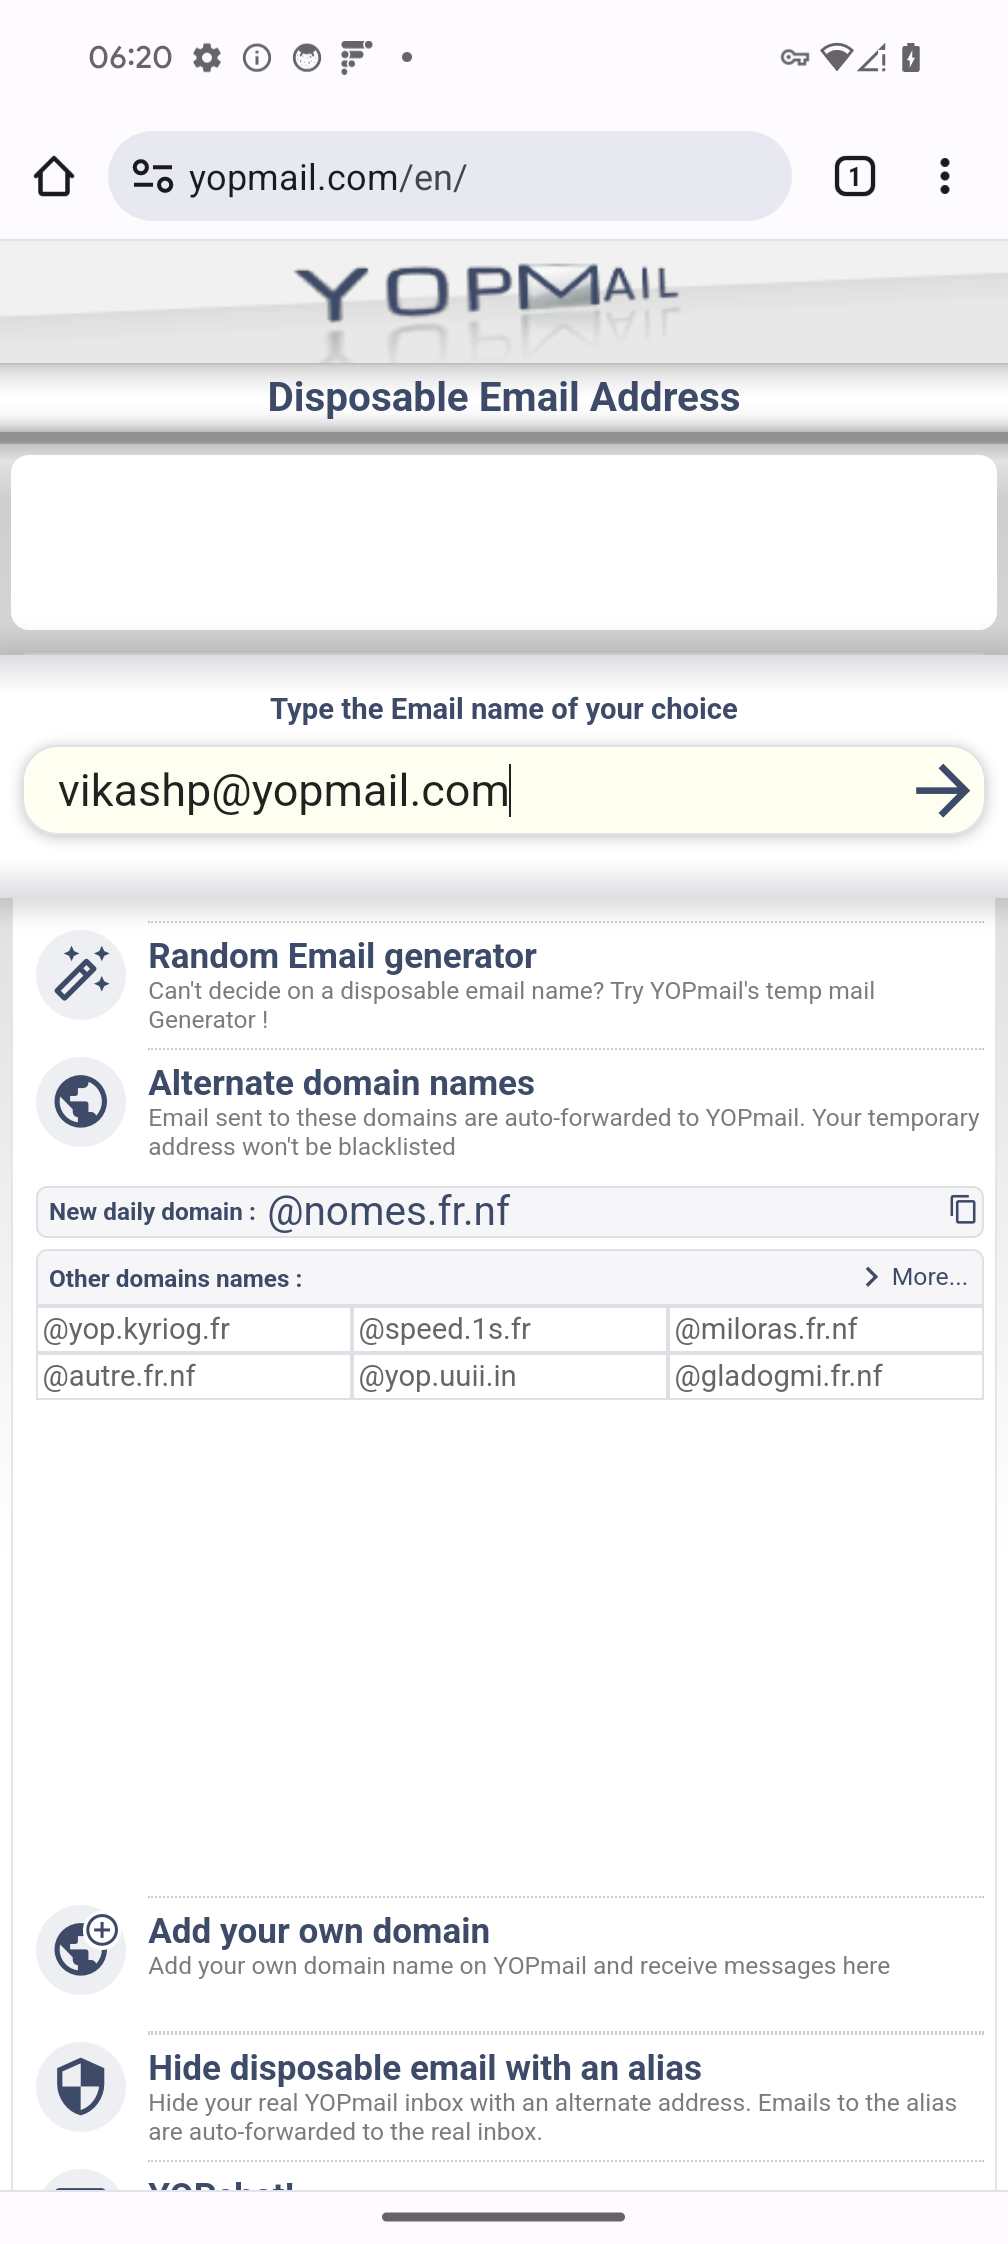 06:20
yopmail.com/en/
1
YOPMAIL
Disposable Email Address
Type the Email name of your choice
vikashp@yopmail.com
Random Email generator
Can't decide on a disposable email name? Try YOPmail's temp mail
Generator !
Alternate domain names
Email sent to these domains are auto-forwarded to YOPmail. Your temporary
address won't be blacklisted
New daily domain : @nomes.fr.nf
Other domains names : More...
@yop.kyriog.fr @speed.1s.fr @miloras.fr.nf
@autre.fr.nf @yop.uuii.in @gladogmi.fr.nf
Add your own domain
Add your own domain name on YOPmail and receive messages here
Hide disposable email with an alias
Hide your real YOPmail inbox with an alternate address. Emails to the alias
are auto-forwarded to the real inbox.